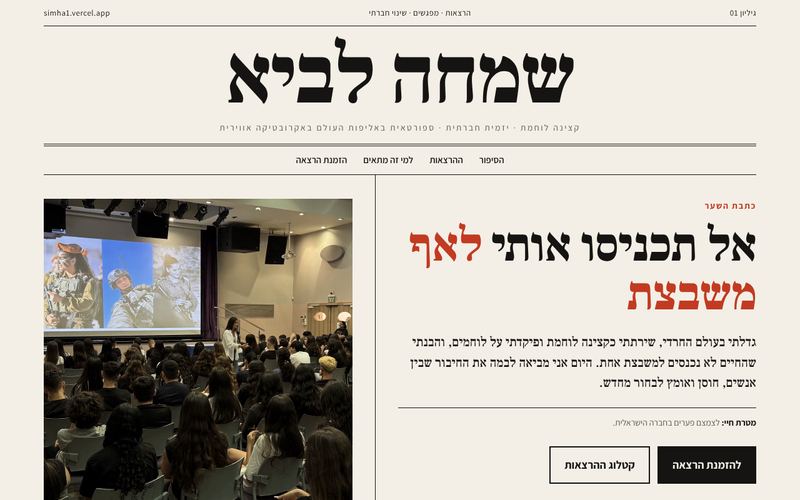 גיליון 01
הרצאות · מפגשים · שינוי חברתי
simha1.vercel.app
שמחה לביא
קצינה לוחמת · יזמית חברתית · ספורטאית באליפות העולם באקרובטיקה אווירית
הסיפור
ההרצאות
למי זה מתאים
הזמנת הרצאה
כתבת השער
אל תכניסו אותי לאף
משבצת
גדלתי בעולם החרדי, שירתתי כקצינה לוחמת ופיקדתי על לוחמים, והבנתי
שהחיים לא נכנסים למשבצת אחת. היום אני מביאה לבמה את החיבור שבין
אנשים, חוסן ואומץ לבחור מחדש.
מטרת חיי: לצמצם פערים בחברה הישראלית.
להזמנת הרצאה
קטלוג ההרצאות